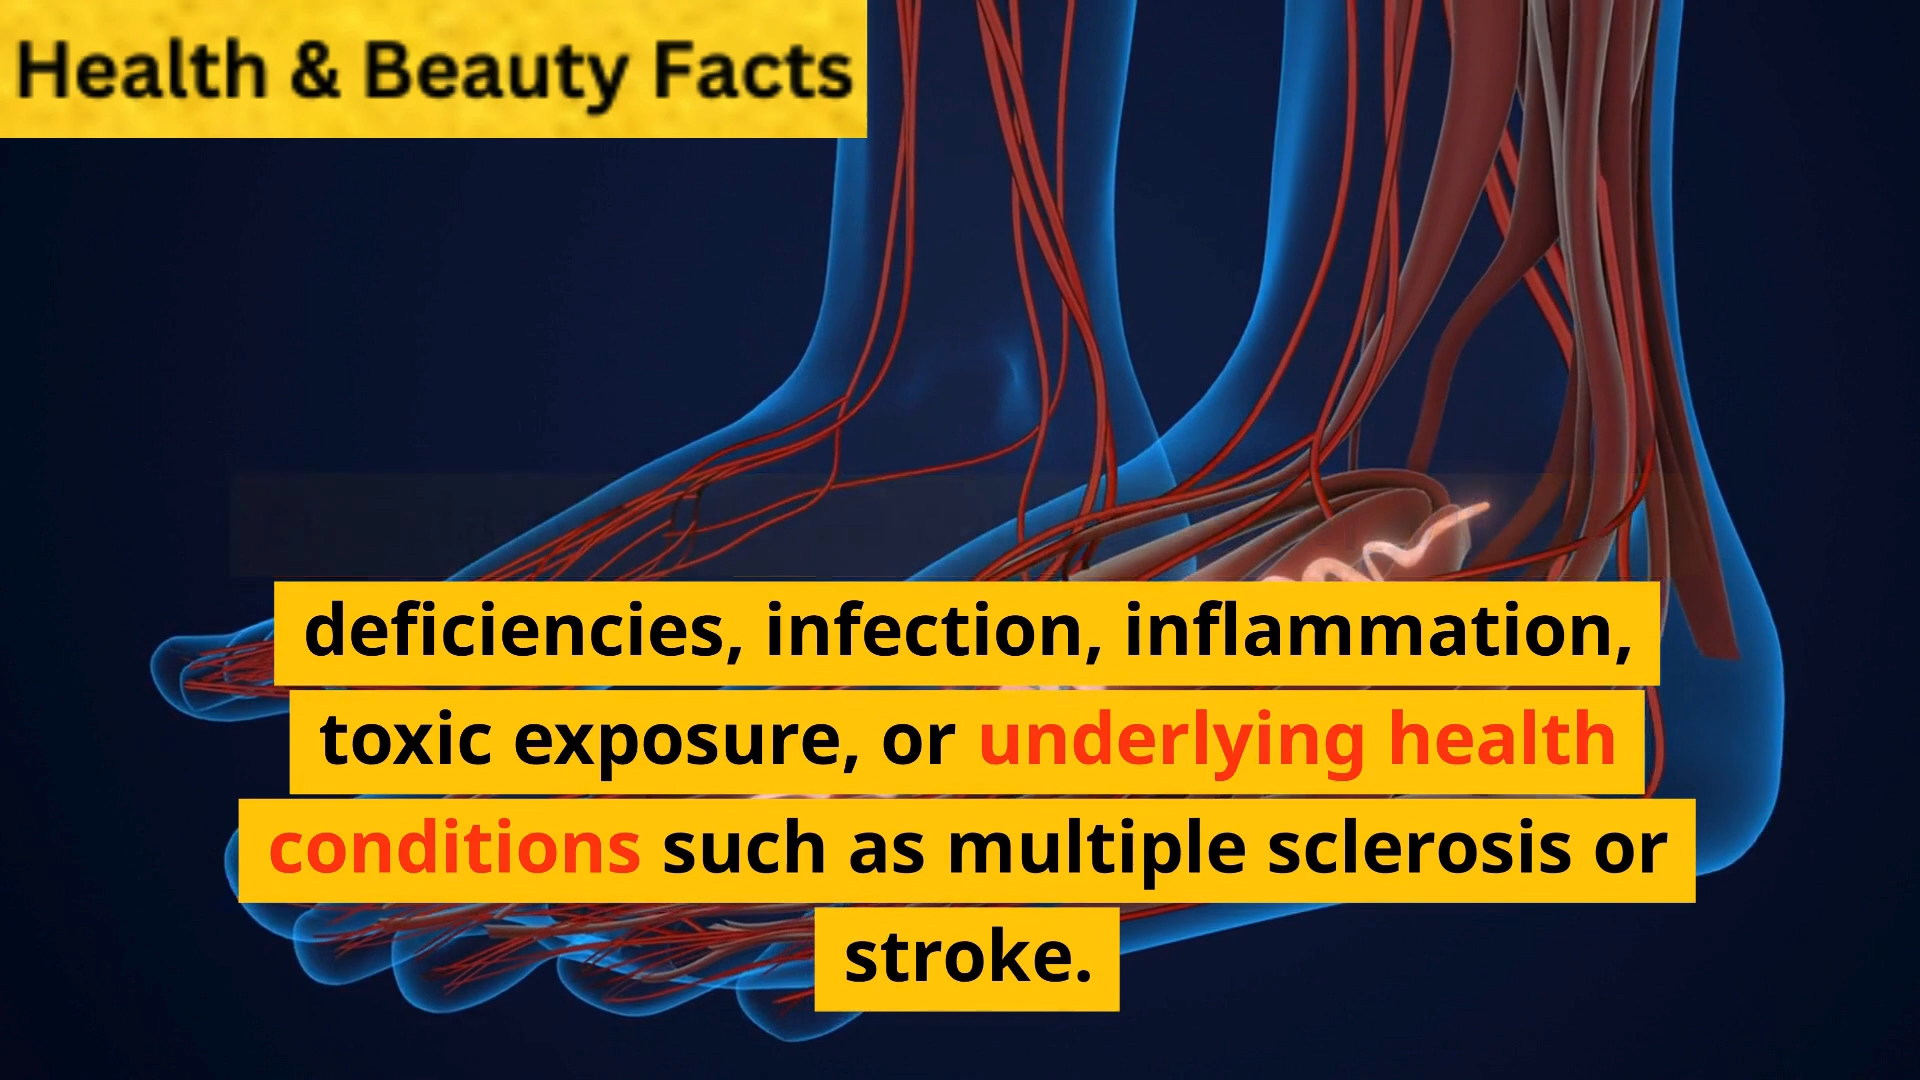 Health & Beauty Facts
deficiencies, infection, inflammation,
toxic exposure, or underlying health
conditions such as multiple sclerosis or
stroke.